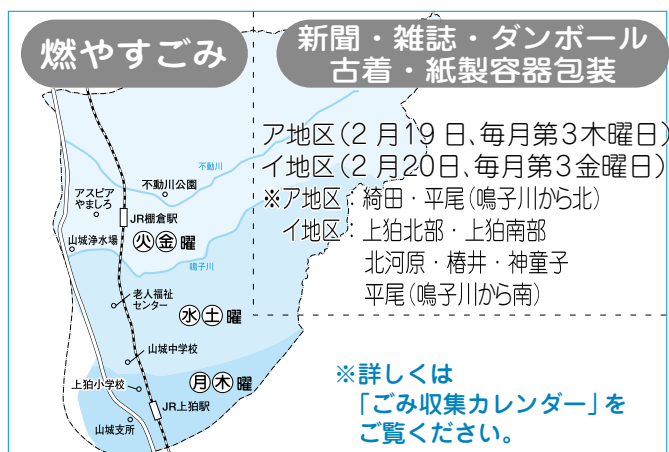 燃やすごみ
新聞・雑誌・ダンボール
古着・紙製容器包装
ア地区(2月19日、毎月第3木曜日)
イ地区(2月20日、毎月第3金曜日)
※ア地区：綺田・平尾(鳴子川から北)
イ地区：上狛北部・上狛南部
北河原・椿井・神童子
平尾(鳴子川から南)
不動川
不動川公園
アスピア
やましろ
JR棚倉駅
山城浄水場
火金曜
鳴子川
老人福祉
センター
水土曜
山城中学校
上狛小学校
月木曜
JR上狛駅
山城支所
※詳しくは
「ごみ収集カレンダー」を
ご覧ください。